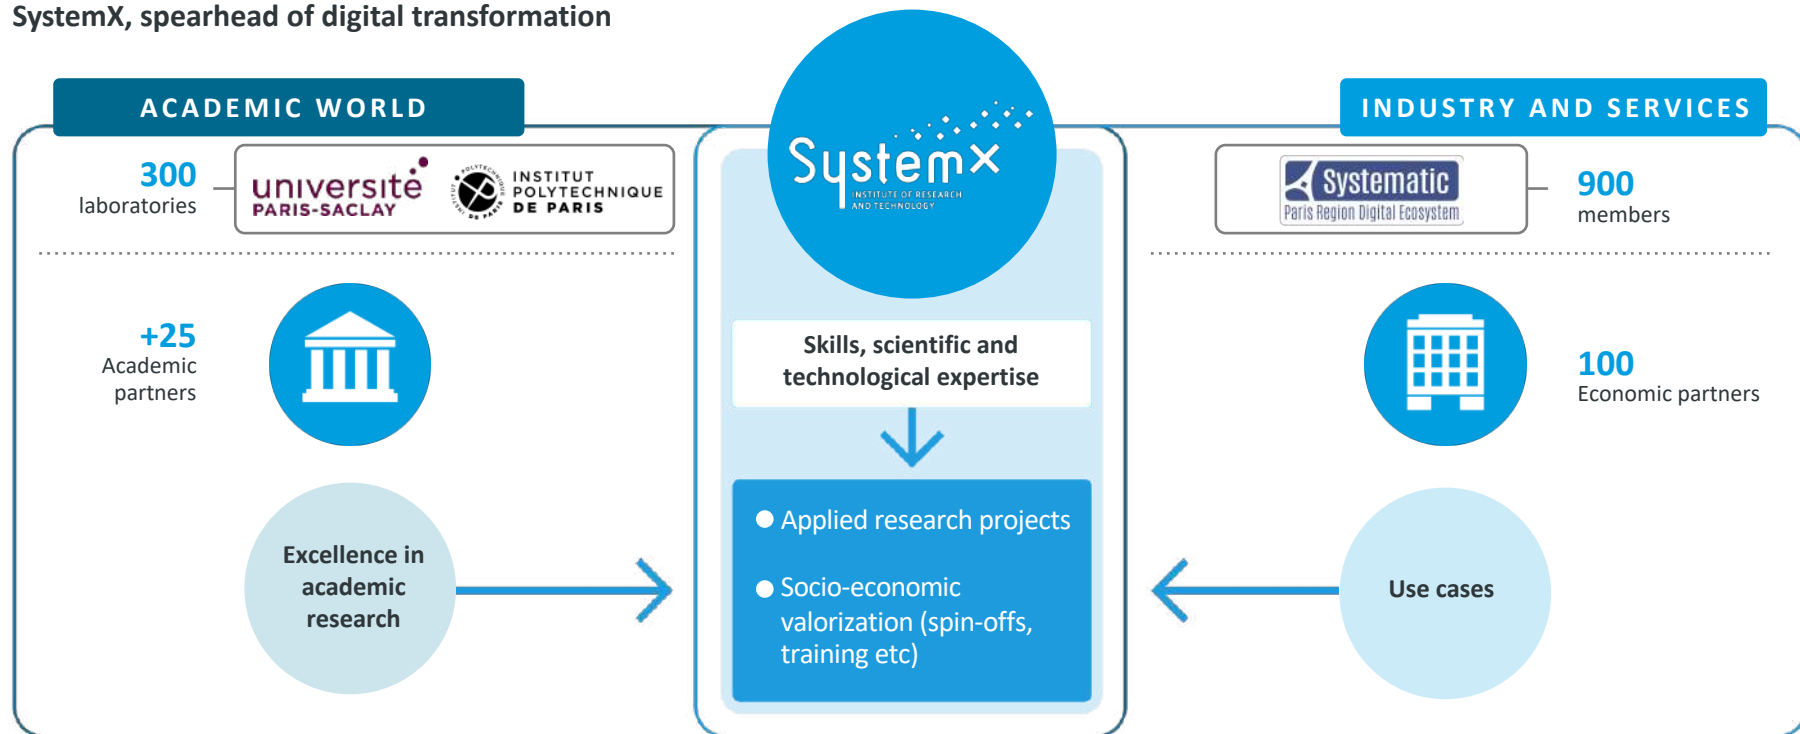 SystemX, spearhead of digital transformation
ACADEMIC WORLD
300
laboratories
université
PARIS-SACLAY
INSTITUT
POLYTECHNIQUE
DE PARIS
+25
Academic
partners
Excellence in
academic
research
SystemX
INSTITUTE OF RESEARCH
AND TECHNOLOGY
Skills, scientific and
technological expertise
Applied research projects
Socio-economic
valorization (spin-offs,
training etc)
INDUSTRY AND SERVICES
Systematic
Paris Region Digital Ecosystem
900
members
100
Economic partners
Use cases